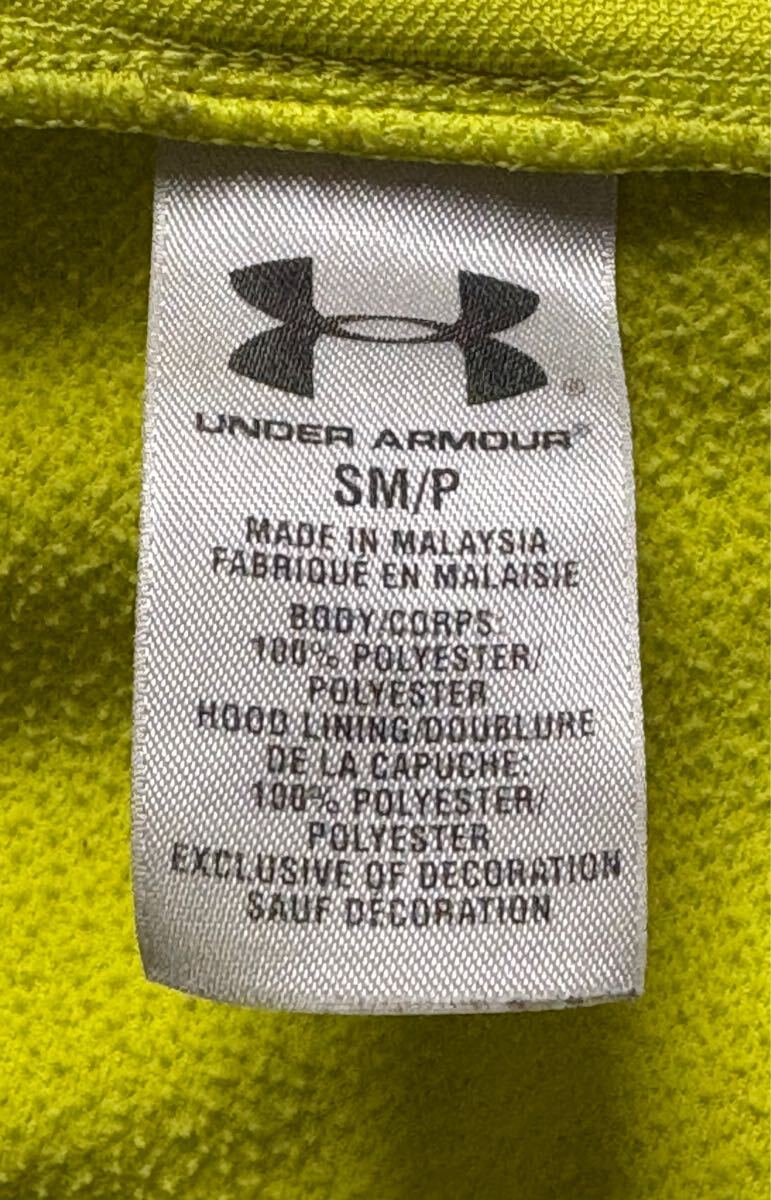 UNDER ARMOUR®
SM/P
MADE IN MALAYSIA
FABRIQUÉ EN MALAISIE
BODY/CORPS:
100% POLYESTER/
POLYESTER
HOOD LINING/DOUBLURE
DE LA CAPUCHE:
100% POLYESTER/
POLYESTER
EXCLUSIVE OF DECORATION
SAUF DÉCORATION